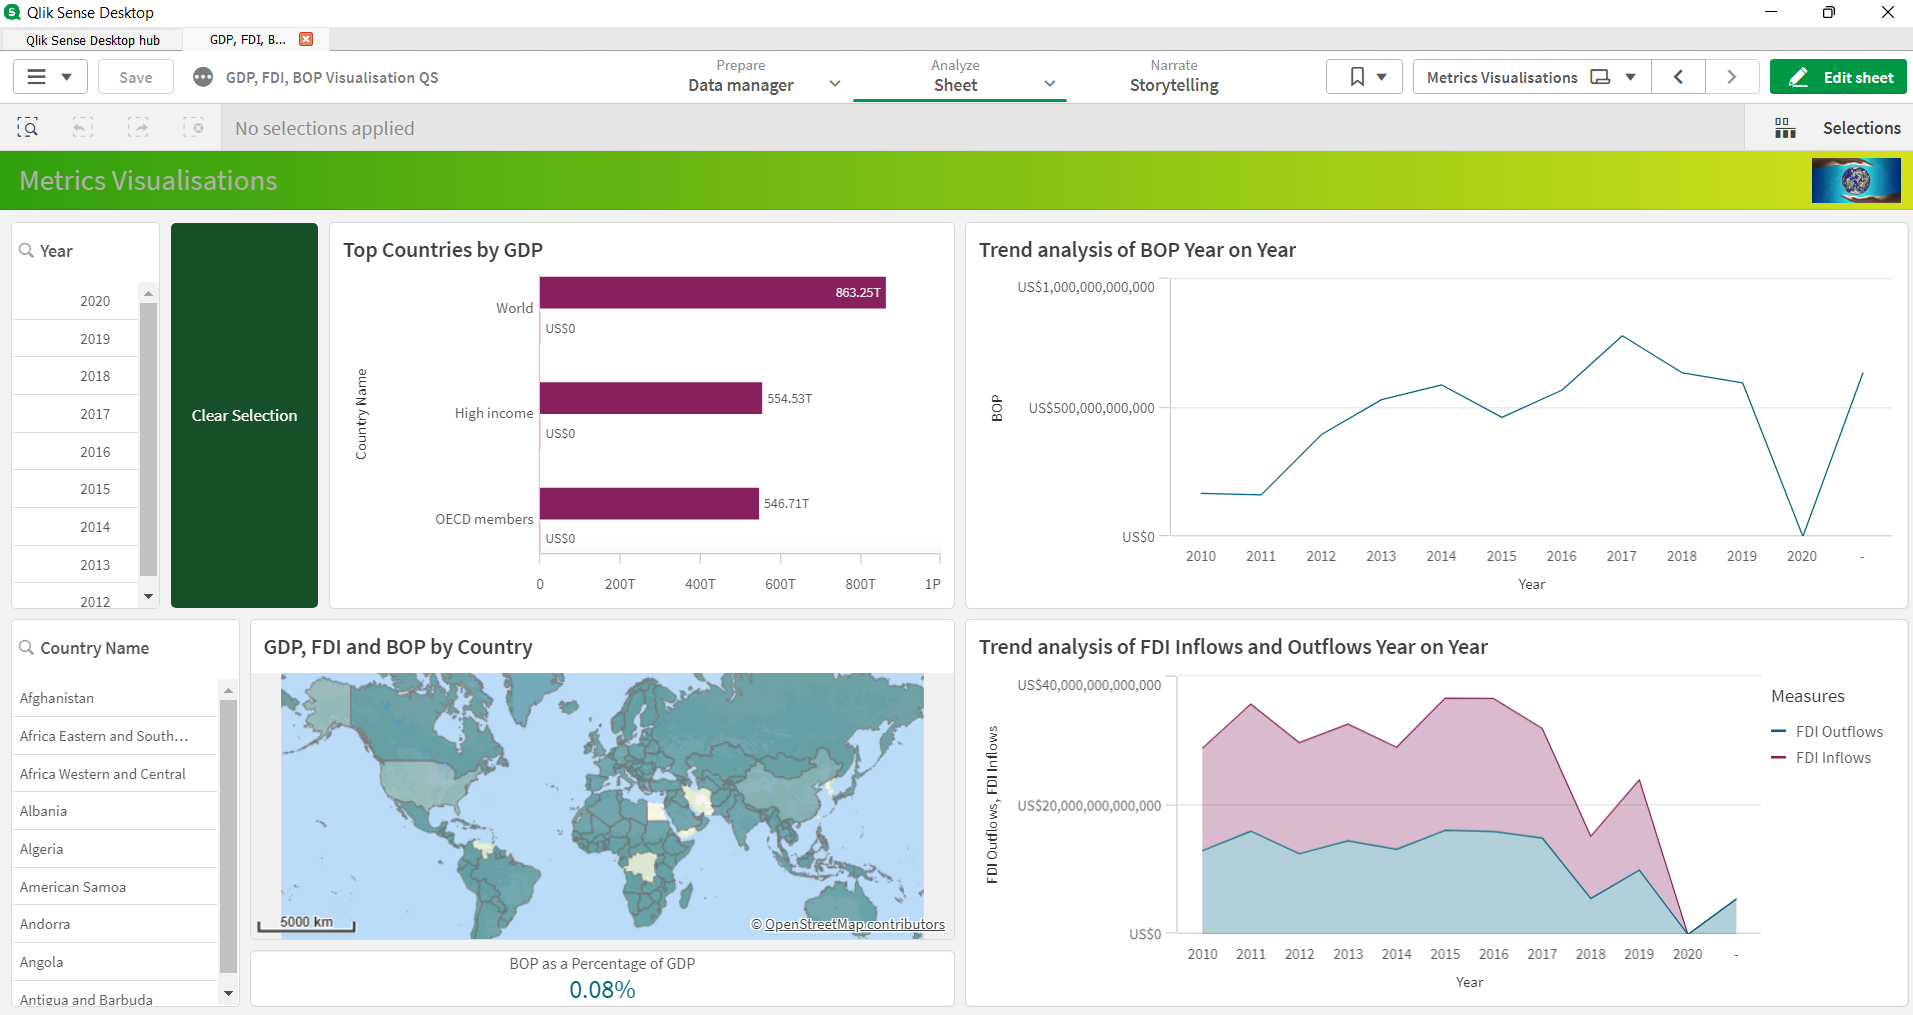 Qlik Sense Desktop
Qlik Sense Desktop hub
GDP, FDI, B...
Save
GDP, FDI, BOP Visualisation QS
Prepare
Data manager
Analyze
Sheet
Narrate
Storytelling
Metrics Visualisations
Edit sheet
No selections applied
Selections
Metrics Visualisations
Year
2020
2019
2018
2017
2016
2015
2014
2013
2012
Clear Selection
Top Countries by GDP
Country Name
World
863.25T
US$0
High income
554.53T
US$0
OECD members
546.71T
US$0
0 200T 400T 600T 800T 1P
Trend analysis of BOP Year on Year
BOP
US$1,000,000,000,000
US$500,000,000,000
US$0
2010 2011 2012 2013 2014 2015 2016 2017 2018 2019 2020 -
Year
Country Name
Afghanistan
Africa Eastern and South...
Africa Western and Central
Albania
Algeria
American Samoa
Andorra
Angola
Antigua and Barbuda
GDP, FDI and BOP by Country
5000 km
© OpenStreetMap contributors
BOP as a Percentage of GDP
0.08%
Trend analysis of FDI Inflows and Outflows Year on Year
FDI Outflows, FDI Inflows
US$40,000,000,000,000
US$20,000,000,000,000
US$0
2010 2011 2012 2013 2014 2015 2016 2017 2018 2019 2020 -
Year
Measures
FDI Outflows
FDI Inflows